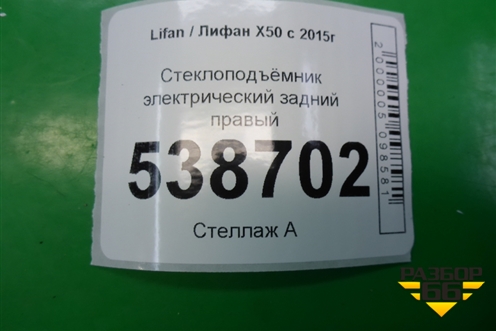 Lifan / Лифан X50 с 2015г
Стеклоподъёмник
электрический задний
правый
538702
Стеллаж А
2000005098581
РАЗБОР
66